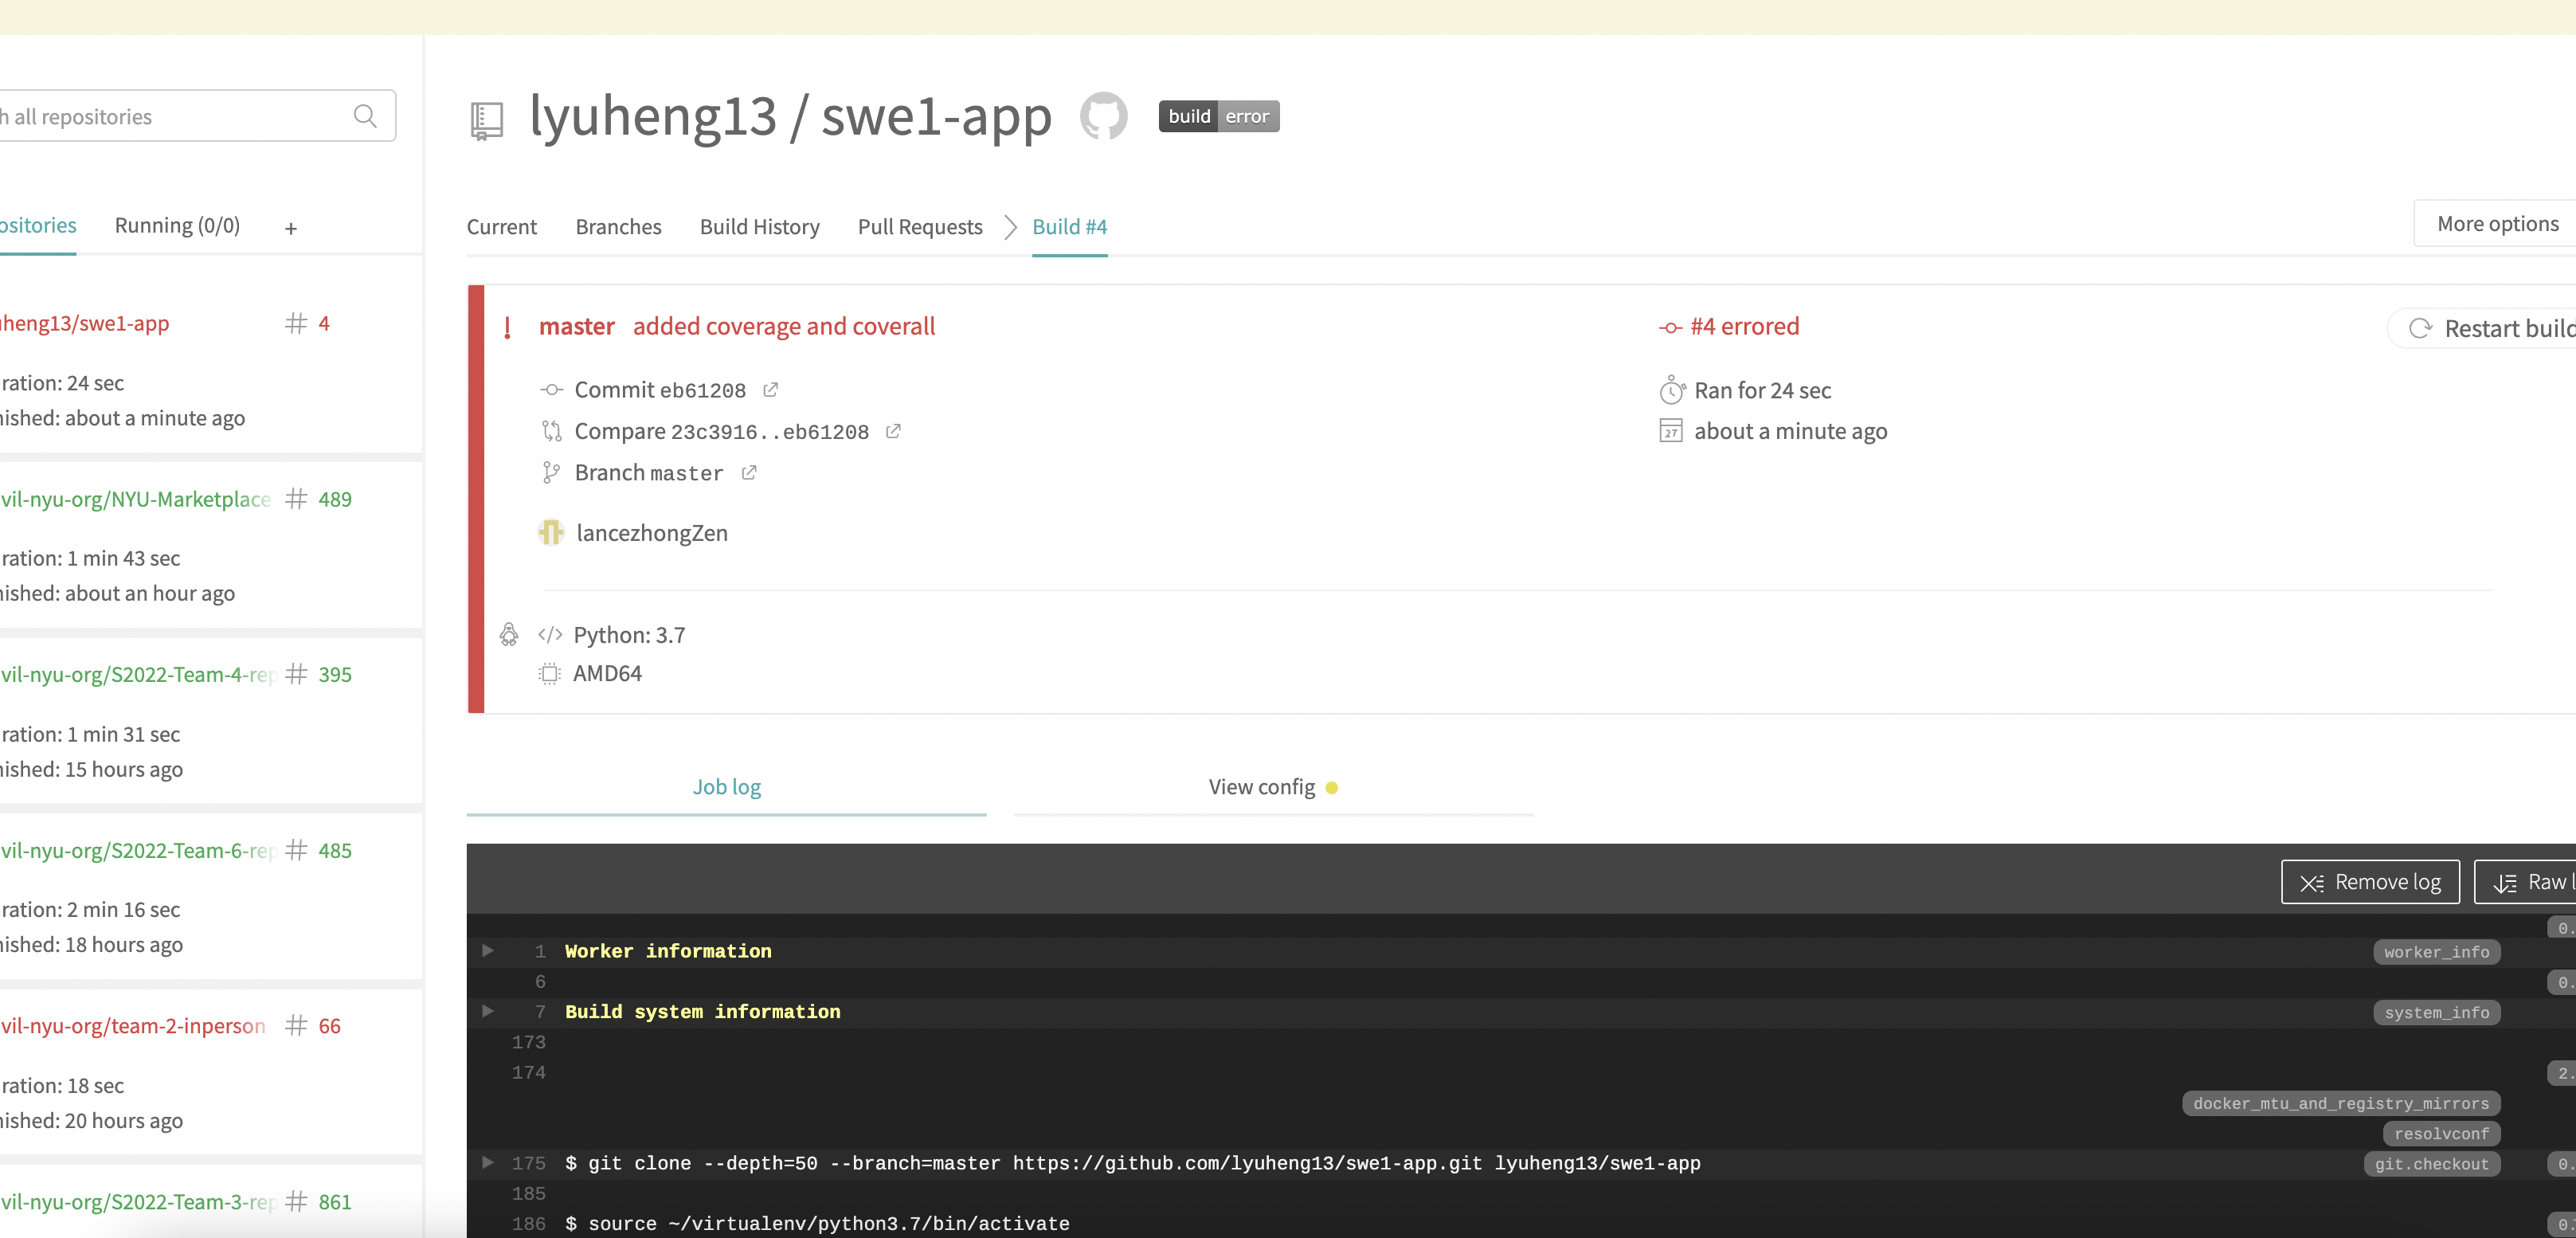 h all repositories
ositories Running (0/0) +
heng13/swe1-app # 4
ration: 24 sec
ished: about a minute ago
vil-nyu-org/NYU-Marketplace # 489
ration: 1 min 43 sec
ished: about an hour ago
vil-nyu-org/S2022-Team-4-rep # 395
ration: 1 min 31 sec
ished: 15 hours ago
vil-nyu-org/S2022-Team-6-rep # 485
ration: 2 min 16 sec
ished: 18 hours ago
vil-nyu-org/team-2-inperson # 66
ration: 18 sec
ished: 20 hours ago
vil-nyu-org/S2022-Team-3-rep # 861
lyuheng13 / swe1-app build error
Current Branches Build History Pull Requests Build #4
More options
! master added coverage and coverall
Commit eb61208
Compare 23c3916..eb61208
Branch master
lancezhongZen
#4 errored
Ran for 24 sec
27 about a minute ago
Restart build
</> Python: 3.7
AMD64
Job log View config
Remove log Raw l
0.
1 Worker information worker_info
6 0.
7 Build system information system_info
173
174 2.
docker_mtu_and_registry_mirrors
resolvconf
175 $ git clone --depth=50 --branch=master https://github.com/lyuheng13/swe1-app.git lyuheng13/swe1-app git.checkout 0.
185
186 $ source ~/virtualenv/python3.7/bin/activate 0.